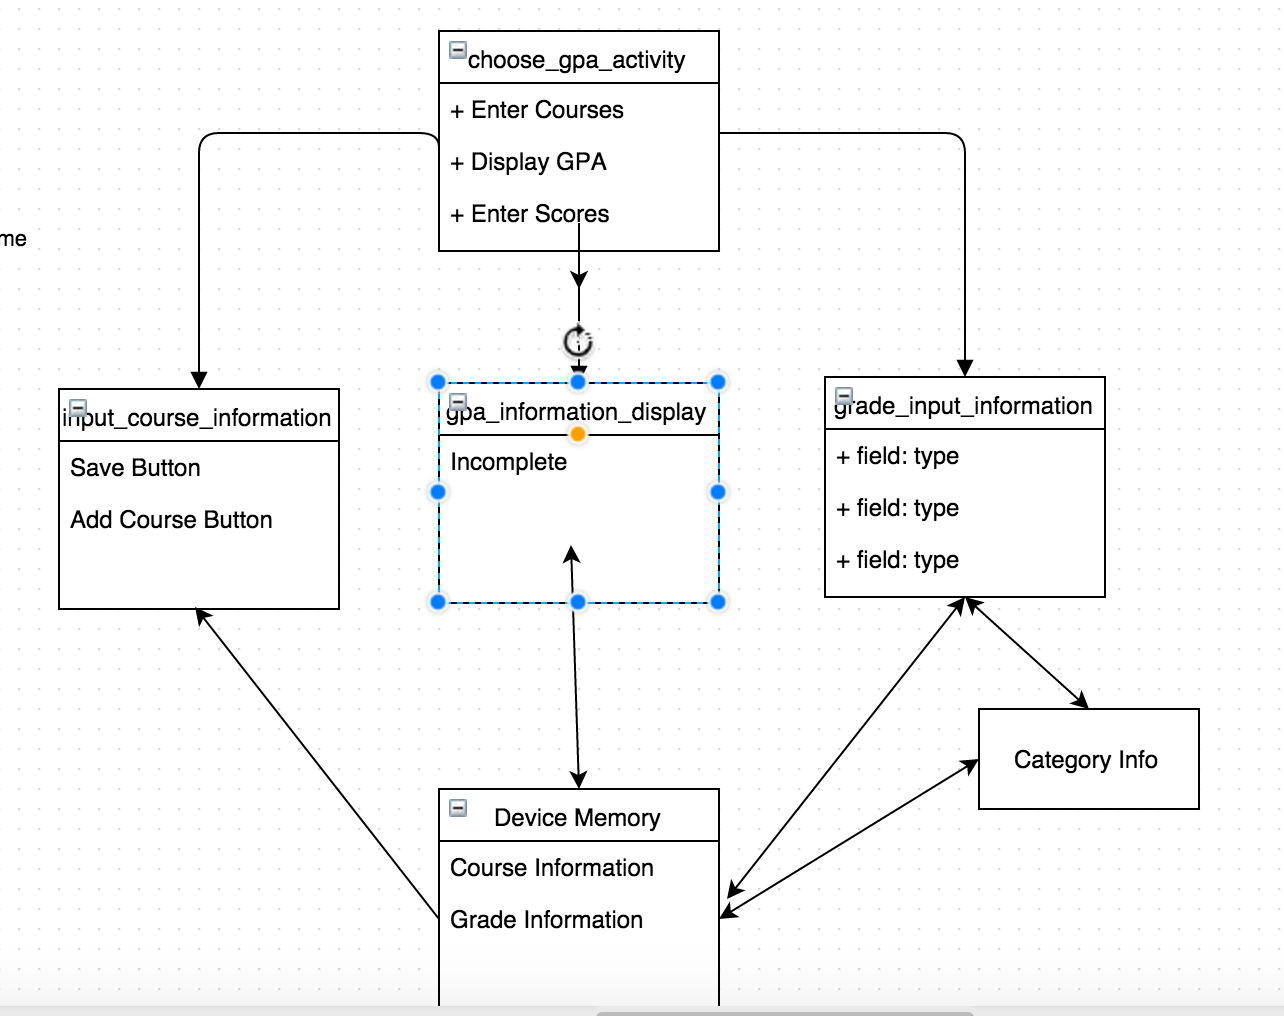 choose_gpa_activity
+ Enter Courses
+ Display GPA
+ Enter Scores
me
input_course_information
Save Button
Add Course Button
gpa_information_display
Incomplete
grade_input_information
+ field: type
+ field: type
+ field: type
Category Info
Device Memory
Course Information
Grade Information